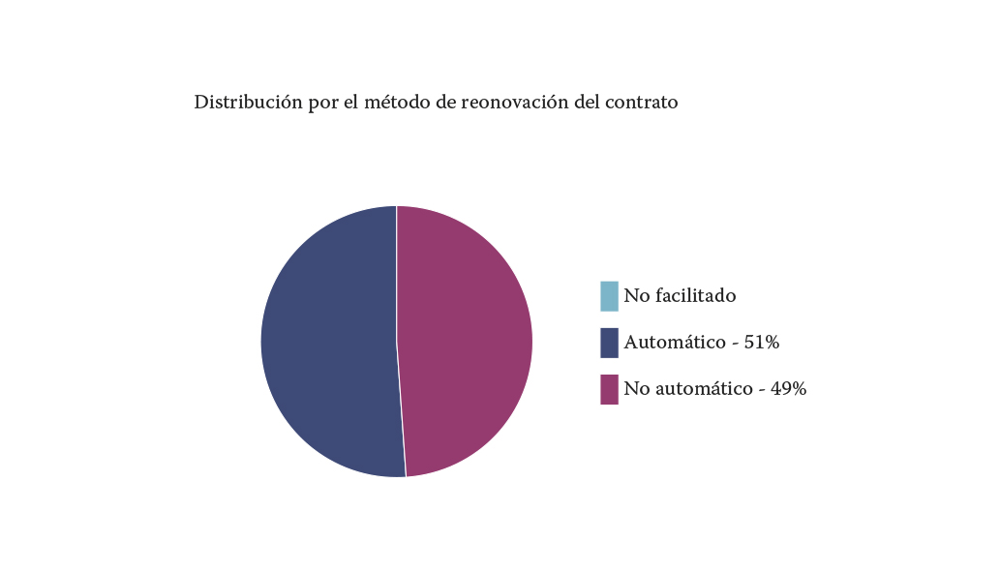 Distribución por el método de reonovación del contrato
No facilitado
Automático - 51%
No automático - 49%